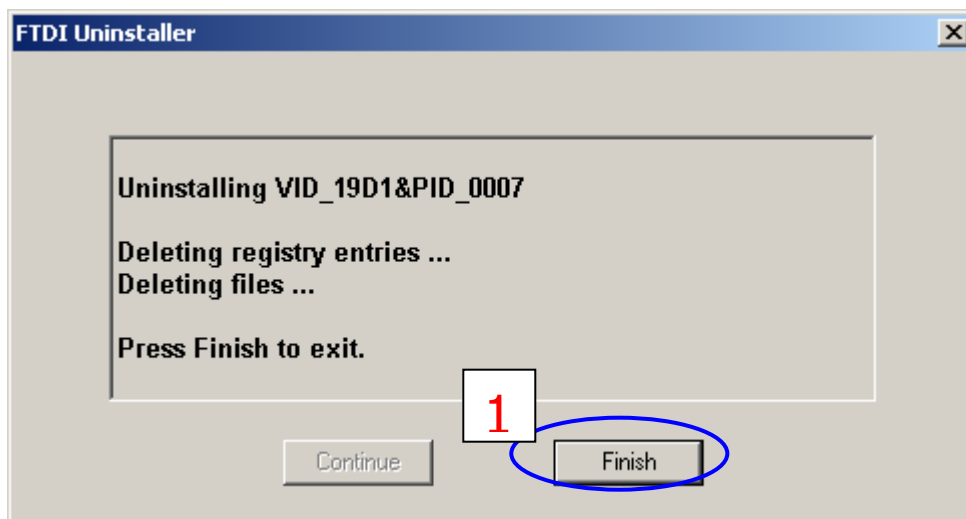 FTDI Uninstaller
Uninstalling VID_19D1&PID_0007
Deleting registry entries ...
Deleting files ...
Press Finish to exit.
1
Continue
Finish